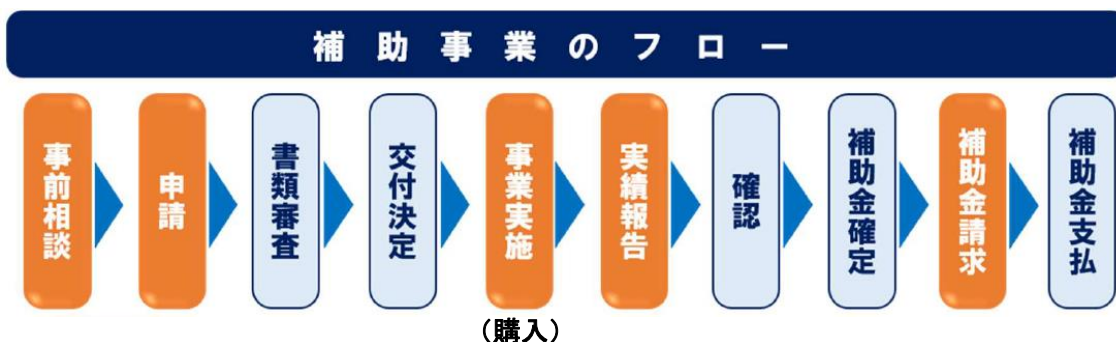 補助事業のフロー
事前相談
申請
書類審査
交付決定
事業実施
実績報告
確認
補助金確定
補助金請求
補助金支払
(購入)